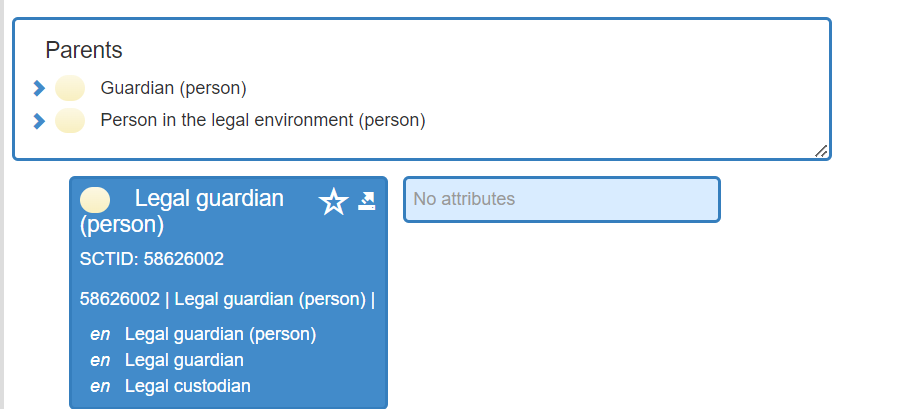 Parents
Guardian (person)
Person in the legal environment (person)
Legal guardian
(person)
No attributes
SCTID: 58626002
58626002 | Legal guardian (person) |
en Legal guardian (person)
en Legal guardian
en Legal custodian